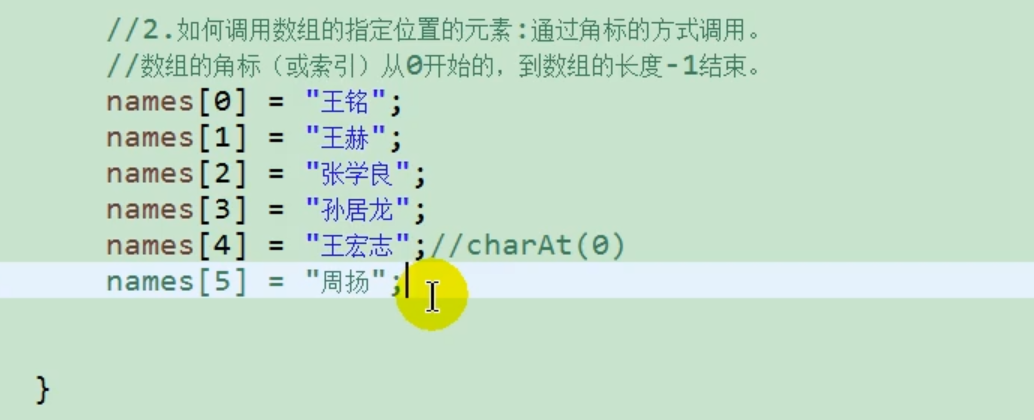 //2.如何调用数组的指定位置的元素:通过角标的方式调用。
//数组的角标（或索引）从0开始的，到数组的长度-1结束。
names[0] = "王铭";
names[1] = "王赫";
names[2] = "张学良";
names[3] = "孙居龙";
names[4] = "王宏志";//charAt(0)
names[5] = "周扬";
}